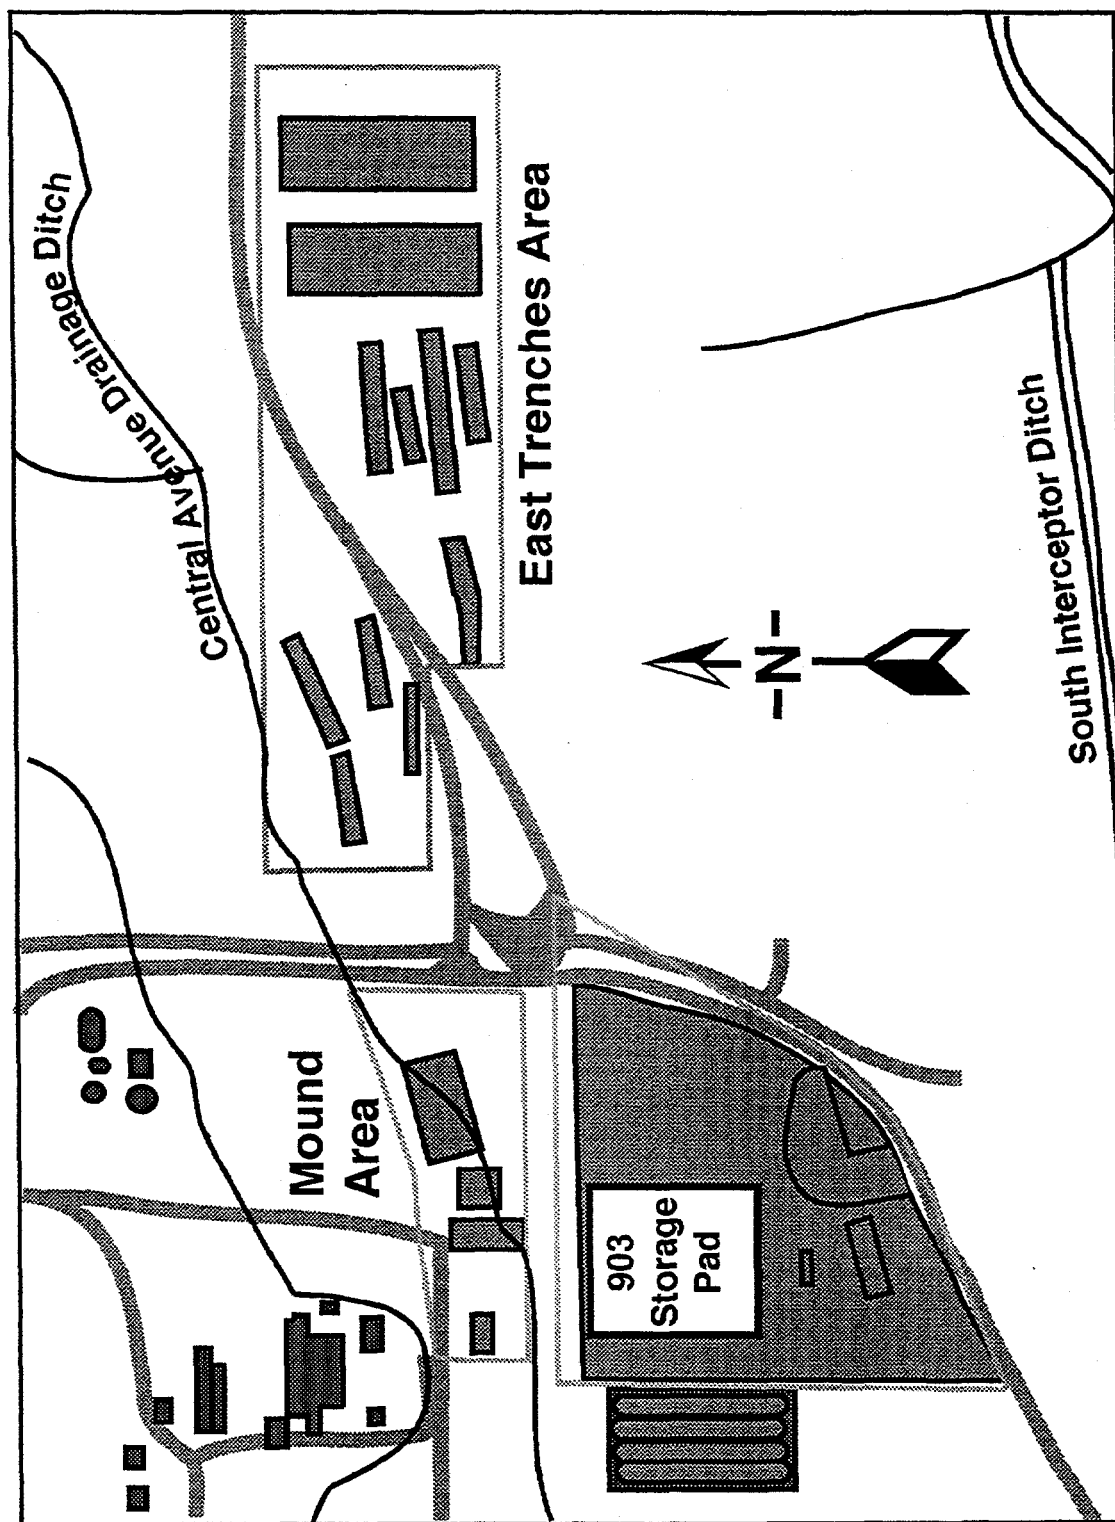 Central Avenue Drainage Ditch
East Trenches Area
Mound
Area
903
Storage
Pad
-N-
South Interceptor Ditch